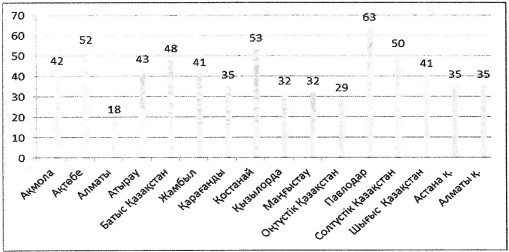 70
60
50
40
30
20
10
0
42
52
18
43
48
41
35
53
32
32
29
63
50
41
35
35
Ақмола
Ақтөбе
Алматы
Атырау
Батыс Қазақстан
Жамбыл
Қарағанды
Қостанай
Қызылорда
Маңғыстау
Оңтүстік Қазақстан
Павлодар
Солтүстік Қазақстан
Шығыс Қазақстан
Астана қ.
Алматы қ.